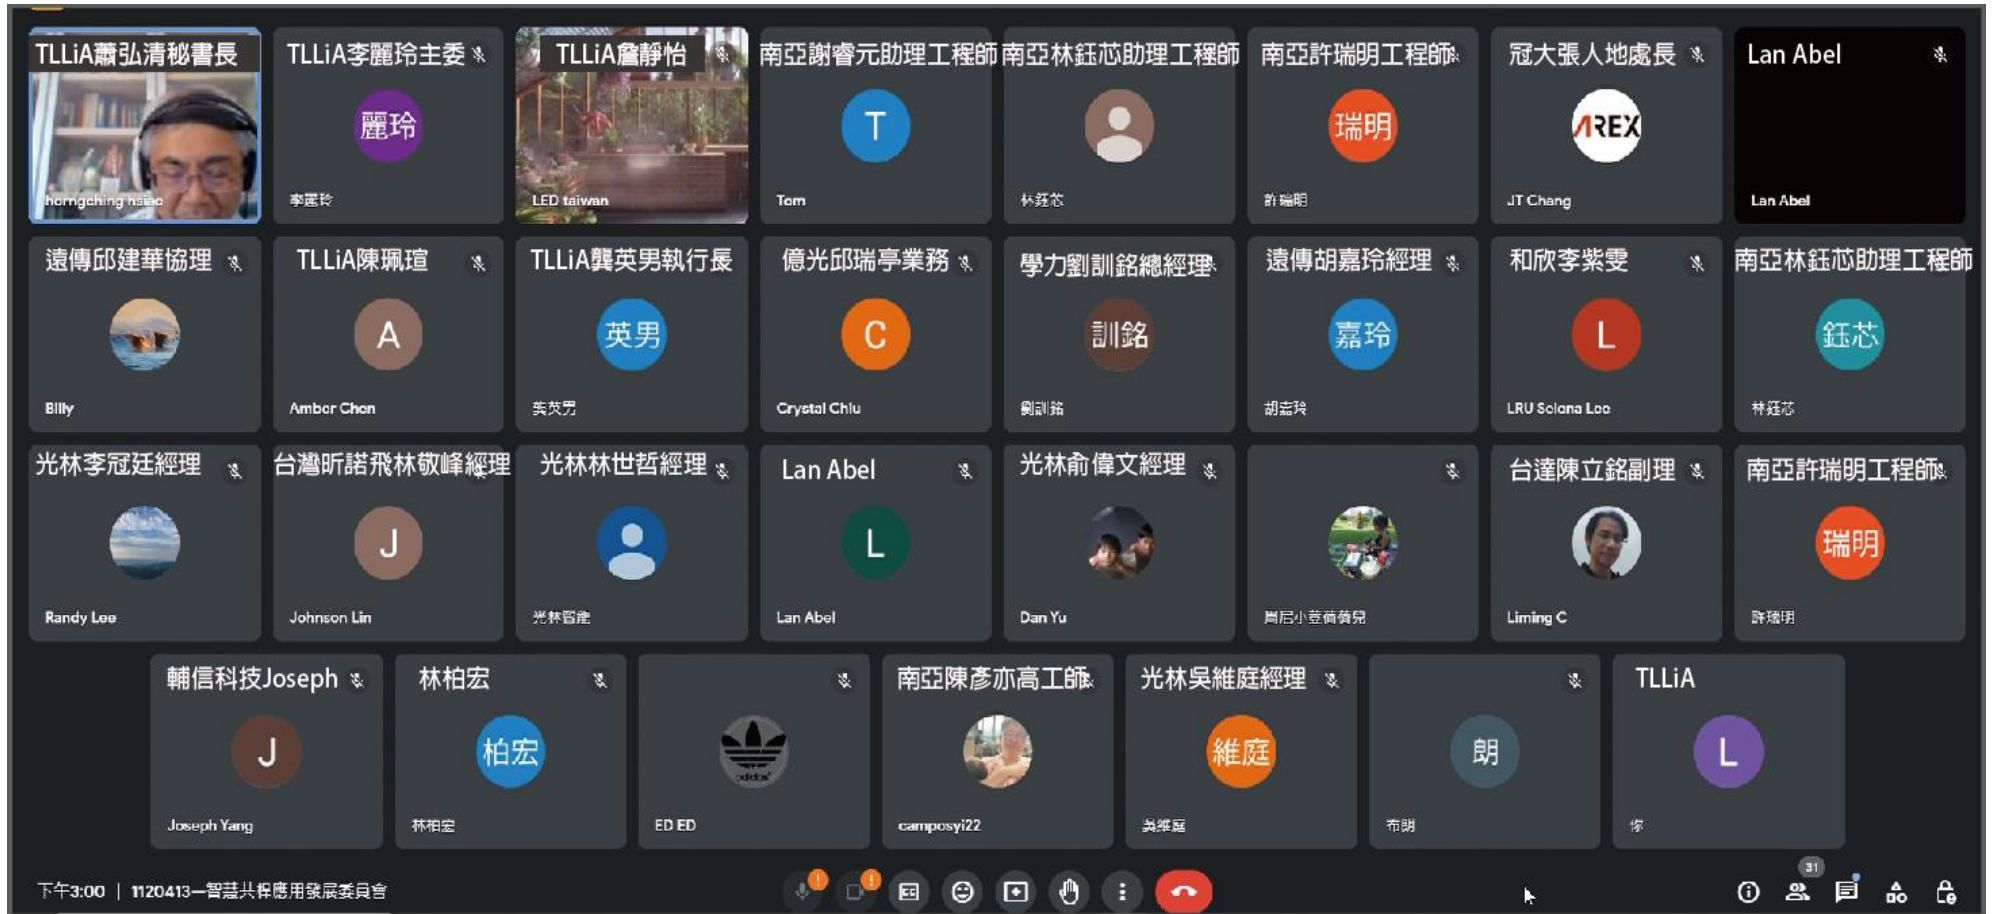 TLLiA蕭弘清秘書長
horngching hsiao
TLLiA李麗玲主委
麗玲
李麗玲
TLLiA詹靜怡
LED taiwan
南亞謝睿元助理工程師
T
Tom
南亞林鈺芯助理工程師
林鈺芯
南亞許瑞明工程師
瑞明
許瑞明
冠大張人地處長
AREX
JT Chang
Lan Abel
Lan Abel
遠傳邱建華協理
Billy
TLLiA陳珮瑄
A
Amber Chen
TLLiA龔英男執行長
英男
億光邱瑞亭業務
C
Crystal Chiu
學力劉訓銘總經理
訓銘
劉訓銘
遠傳胡嘉玲經理
嘉玲
胡嘉玲
和欣李紫雯
L
LRU Selena Lee
南亞林鈺芯助理工程師
鈺芯
林鈺芯
光林李冠廷經理
Randy Lee
台灣昕諾飛林敬峰經理
J
Johnson Lin
光林林世哲經理
光林智能
Lan Abel
L
Lan Abel
光林俞偉文經理
Dan Yu
台達陳立銘副理
Liming C
南亞許瑞明工程師
瑞明
許瑞明
輔信科技Joseph
J
Joseph Yang
林柏宏
柏宏
林柏宏
adidas
ED ED
南亞陳彥亦高工師
camposyi22
光林吳維庭經理
維庭
吳維庭
朗
布朗
TLLiA
L
你
下午3:00 | 1120413—智慧共桿應用發展委員會
31